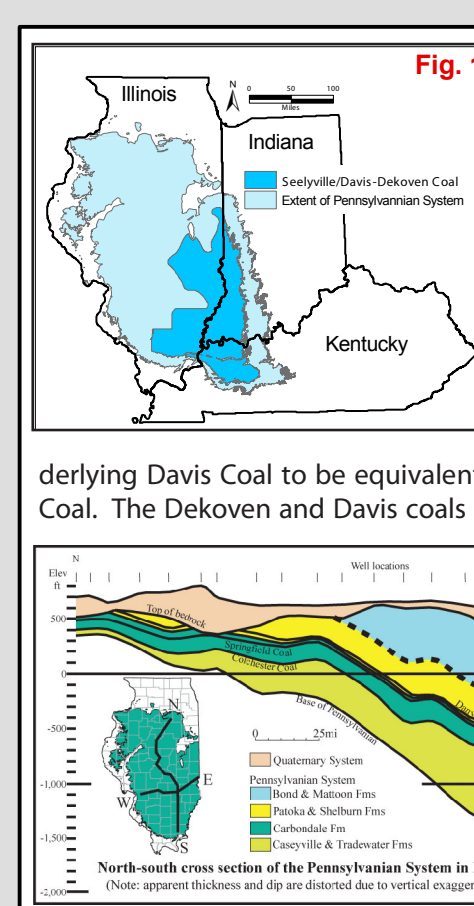 Fig. 1
Illinois
N
0 50 100
Miles
Indiana
Seelyville/Davis-Dekoven Coal
Extent of Pennsylvannian System
Kentucky
derlying Davis Coal to be equivalent
Coal. The Dekoven and Davis coals
N
Elev
ft
Well locations
500
Top of bedrock
Springfield Coal
Colchester Coal
0
Base of Pennsylvanian
Dan
-500
N
0 25mi
Quaternary System
Pennsylvanian System
-1,000
Bond & Mattoon Fms
E
W
Patoka & Shelburn Fms
Carbondale Fm
-1,500
Caseyville & Tradewater Fms
S
North-south cross section of the Pennsylvanian System in
(Note: apparent thickness and dip are distorted due to vertical exagger
-2,000